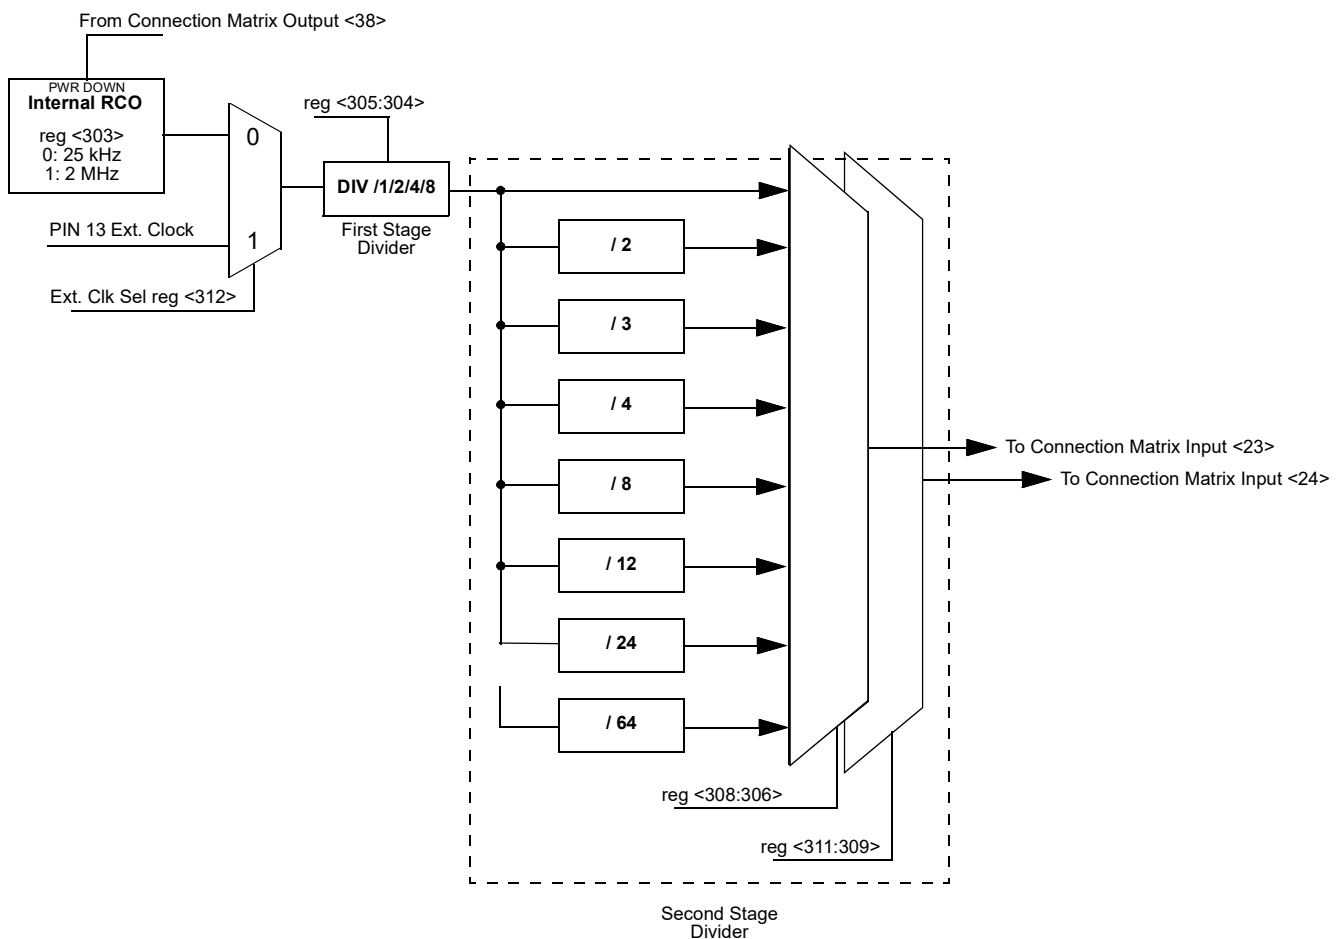 From Connection Matrix Output <38>
PWR DOWN
Internal RCO
reg <303>
0: 25 kHz
1: 2 MHz
0
1
PIN 13 Ext. Clock
Ext. Clk Sel reg <312>
reg <305:304>
DIV /1/2/4/8
First Stage
Divider
/ 2
/ 3
/ 4
/ 8
/ 12
/ 24
/ 64
To Connection Matrix Input <23>
To Connection Matrix Input <24>
reg <308:306>
reg <311:309>
Second Stage
Divider